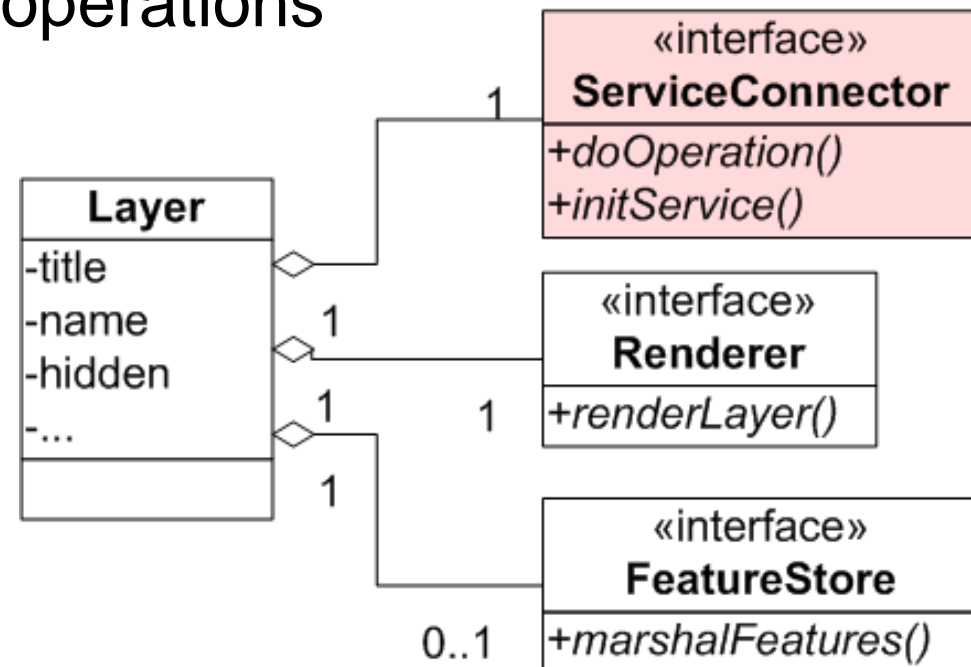 operations
Layer
-title
-name
-hidden
-...
1
1
1
1
1
0..1
«interface»
ServiceConnector
+doOperation()
+initService()
«interface»
Renderer
+renderLayer()
«interface»
FeatureStore
+marshalFeatures()